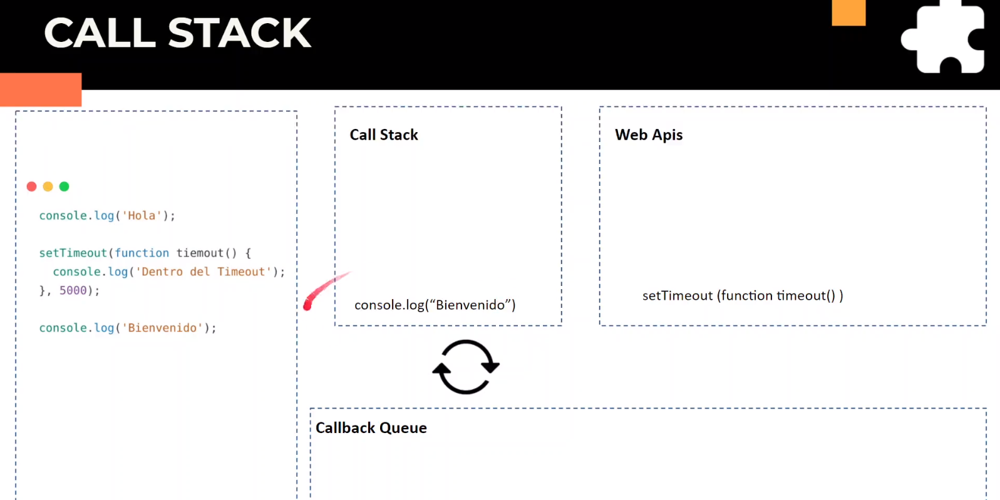 CALL STACK
console.log('Hola');
setTimeout(function tiemout() {
console.log('Dentro del Timeout');
}, 5000);
console.log('Bienvenido');
Call Stack
console.log(“Bienvenido”)
Web Apis
setTimeout (function timeout() )
Callback Queue